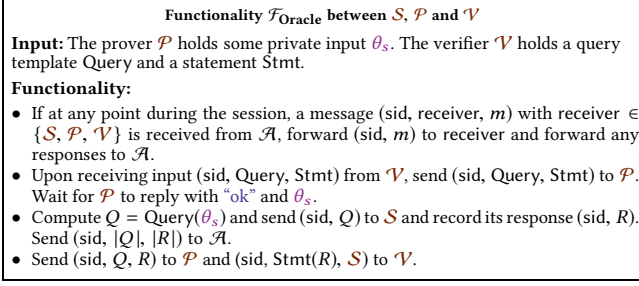 Functionality ℱ_Oracle between 𝒮, 𝒫 and 𝒱
Input: The prover 𝒫 holds some private input θ_s. The verifier 𝒱 holds a query
template Query and a statement Stmt.
Functionality:
• If at any point during the session, a message (sid, receiver, m) with receiver ∈
{𝒮, 𝒫, 𝒱} is received from 𝒜, forward (sid, m) to receiver and forward any
responses to 𝒜.
• Upon receiving input (sid, Query, Stmt) from 𝒱, send (sid, Query, Stmt) to 𝒫.
Wait for 𝒫 to reply with “ok” and θ_s.
• Compute Q = Query(θ_s) and send (sid, Q) to 𝒮 and record its response (sid, R).
Send (sid, |Q|, |R|) to 𝒜.
• Send (sid, Q, R) to 𝒫 and (sid, Stmt(R), 𝒮) to 𝒱.